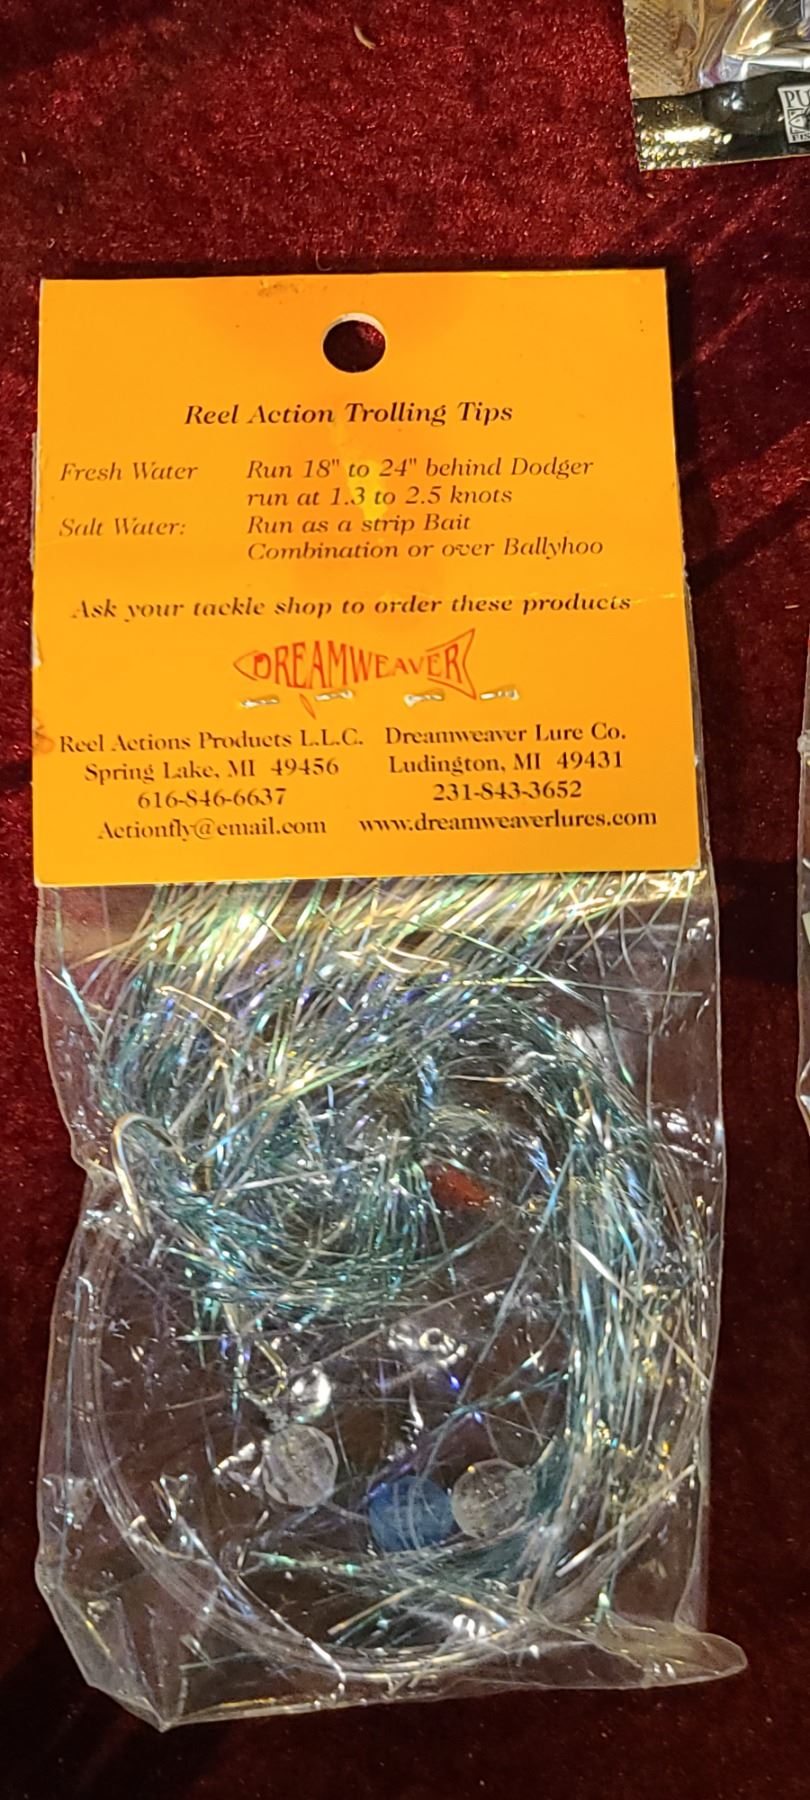 Reel Action Trolling Tips
Fresh Water Run 18" to 24" behind Dodger
run at 1.3 to 2.5 knots
Salt Water: Run as a strip Bait
Combination or over Ballyhoo
Ask your tackle shop to order these products
DREAMWEAVER
Reel Actions Products L.L.C. Dreamweaver Lure Co.
Spring Lake, MI 49456 Ludington, MI 49431
616-846-6637 231-843-3652
Actionfly@email.com www.dreamweaverlures.com